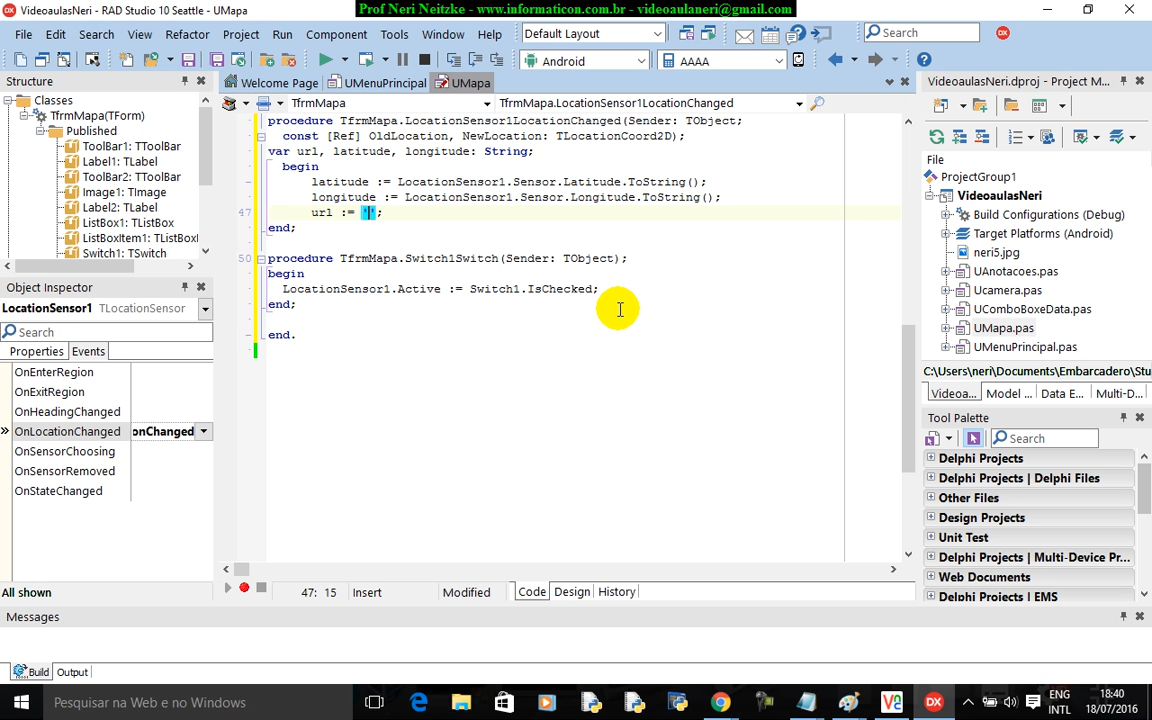 Prof Neri Neitzke - www.informaticon.com.br - videoaulaneri@gmail.com
VideoaulasNeri - RAD Studio 10 Seattle - UMapa
File Edit Search View Refactor Project Run Component Tools Window Help
Default Layout
Search
Android
AAAA
Structure
Classes
TfrmMapa(TForm)
Published
ToolBar1: TToolBar
Label1: TLabel
ToolBar2: TToolBar
Image1: TImage
Label2: TLabel
ListBox1: TListBox
ListBoxItem1: TListBoxI
Switch1: TSwitch
Object Inspector
LocationSensor1 TLocationSensor
Search
Properties Events
OnEnterRegion
OnExitRegion
OnHeadingChanged
OnLocationChanged onChanged
OnSensorChoosing
OnSensorRemoved
OnStateChanged
All shown
Welcome Page UMenuPrincipal UMapa
TfrmMapa TfrmMapa.LocationSensor1LocationChanged
procedure TfrmMapa.LocationSensor1LocationChanged(Sender: TObject;
const [Ref] OldLocation, NewLocation: TLocationCoord2D);
var url, latitude, longitude: String;
begin
latitude := LocationSensor1.Sensor.Latitude.ToString();
longitude := LocationSensor1.Sensor.Longitude.ToString();
47 url := '';
end;
50 procedure TfrmMapa.Switch1Switch(Sender: TObject);
begin
LocationSensor1.Active := Switch1.IsChecked;
end;
end.
47: 15 Insert Modified Code Design History
VideoaulasNeri.dproj - Project M...
File
ProjectGroup1
VideoaulasNeri
Build Configurations (Debug)
Target Platforms (Android)
neri5.jpg
UAnotacoes.pas
Ucamera.pas
UComboBoxeData.pas
UMapa.pas
UMenuPrincipal.pas
C:\Users\neri\Documents\Embarcadero\Stu
Videoa... Model ... Data E... Multi-D...
Tool Palette
Search
Delphi Projects
Delphi Projects | Delphi Files
Other Files
Design Projects
Unit Test
Delphi Projects | Multi-Device Pr...
Web Documents
Delphi Projects | EMS
Messages
Build Output
Pesquisar na Web e no Windows
ENG
INTL
18:40
18/07/2016